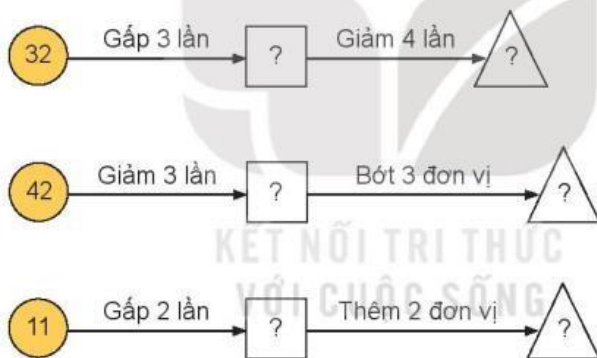 32 Gấp 3 lần ? Giảm 4 lần ?
42 Giảm 3 lần ? Bớt 3 đơn vị ?
KẾT NỐI TRI THỨC
VỚI CUỘC SỐNG
11 Gấp 2 lần ? Thêm 2 đơn vị ?